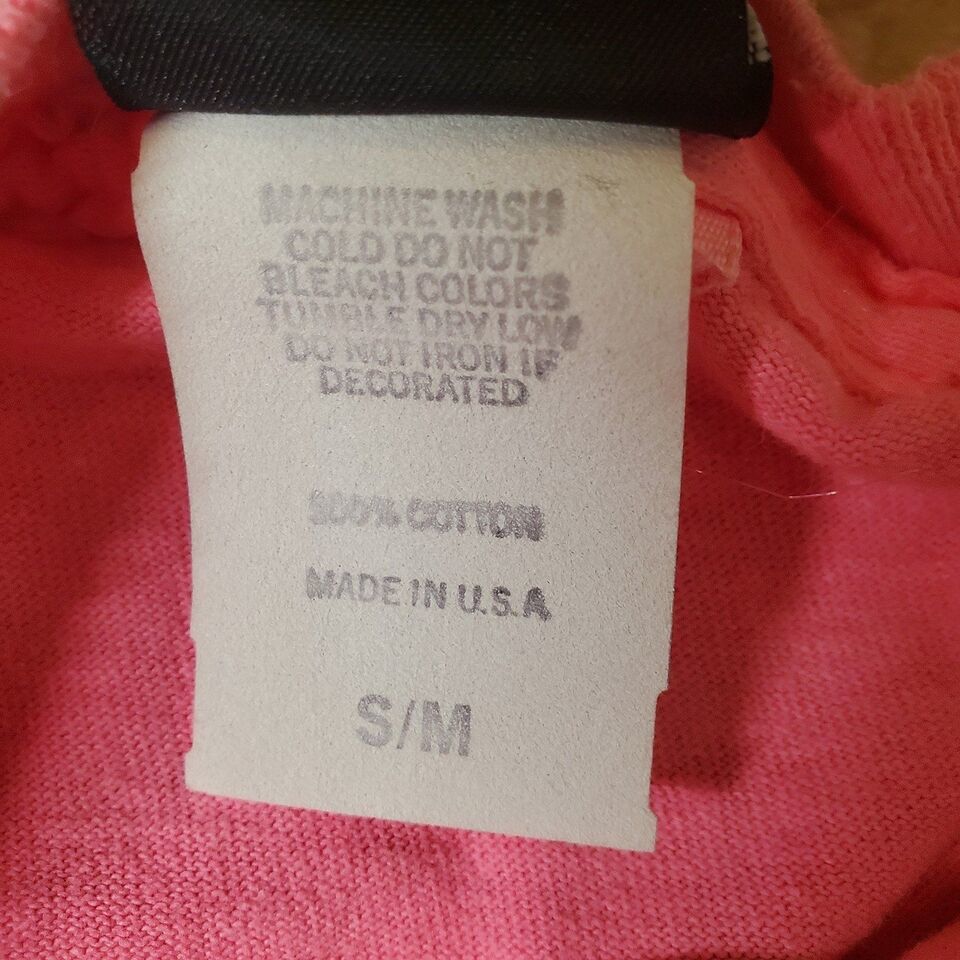 MACHINE WASH
COLD DO NOT
BLEACH COLORS
TUMBLE DRY LOW
DO NOT IRON IF
DECORATED
100% COTTON
MADE IN U.S.A
S/M